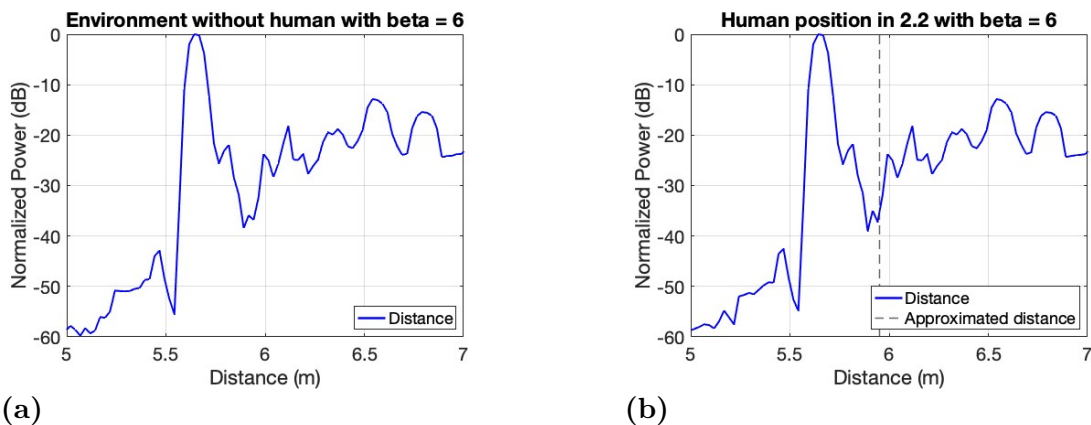 Environment without human with beta = 6
Normalized Power (dB)
0
-10
-20
-30
-40
-50
-60
5
5.5
6
6.5
7
Distance (m)
Distance
(a)
Human position in 2.2 with beta = 6
Normalized Power (dB)
0
-10
-20
-30
-40
-50
-60
5
5.5
6
6.5
7
Distance (m)
Distance
Approximated distance
(b)